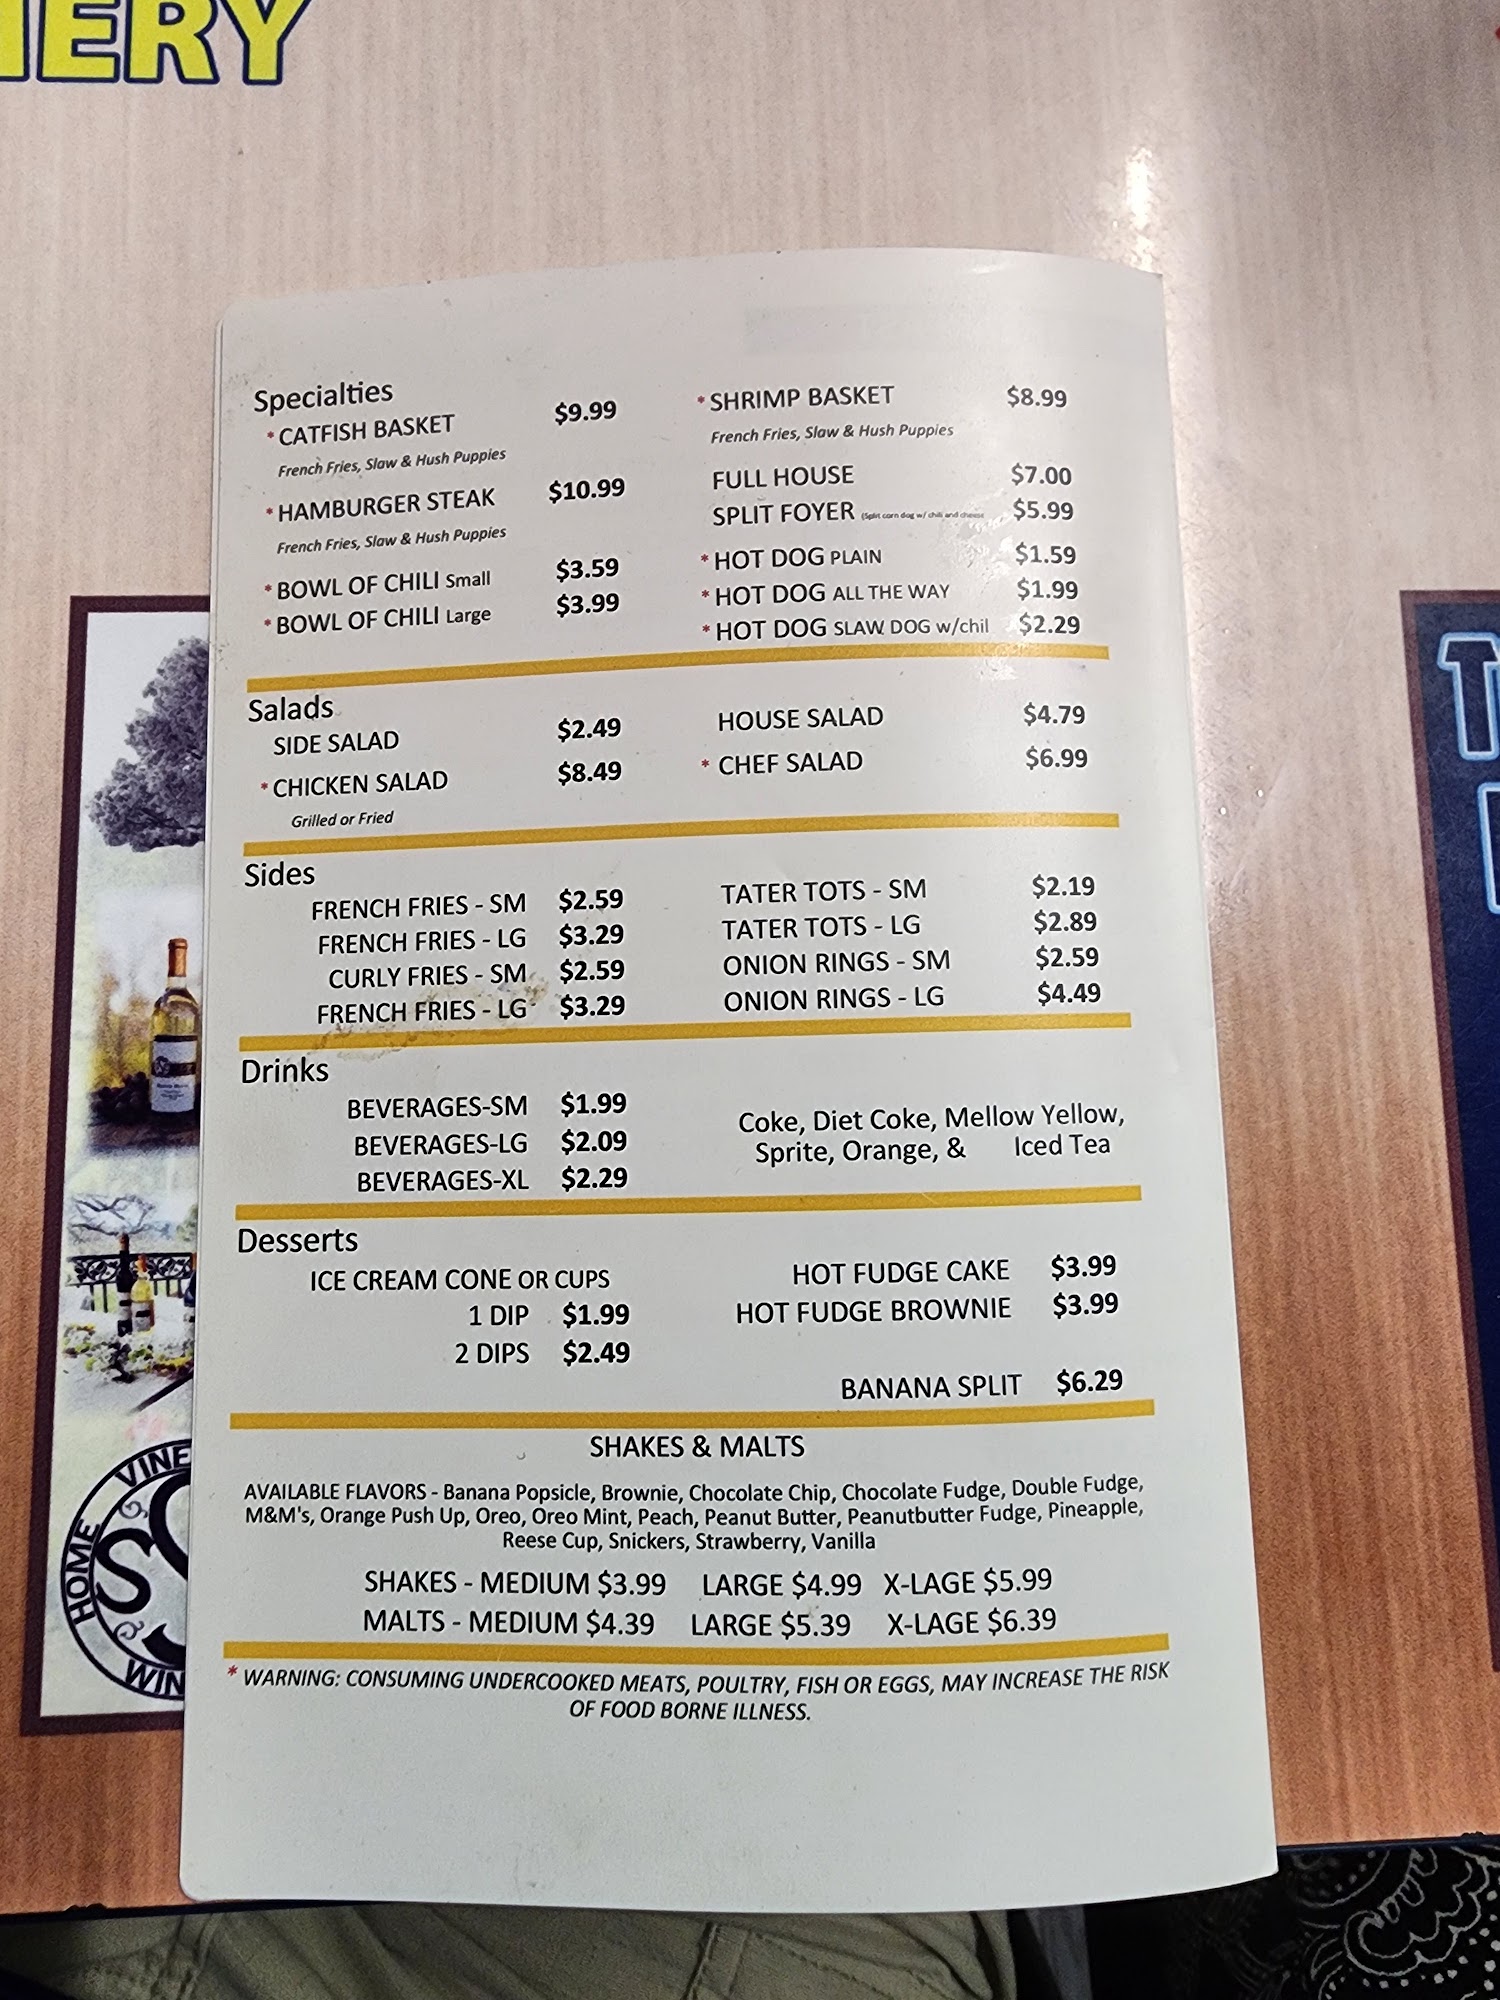 IERY
Specialties
* CATFISH BASKET $9.99
French Fries, Slaw & Hush Puppies
* HAMBURGER STEAK $10.99
French Fries, Slaw & Hush Puppies
* BOWL OF CHILI Small $3.59
* BOWL OF CHILI Large $3.99
* SHRIMP BASKET $8.99
French Fries, Slaw & Hush Puppies
FULL HOUSE $7.00
SPLIT FOYER (Split corn dog w/ chili and cheese $5.99
* HOT DOG PLAIN $1.59
* HOT DOG ALL THE WAY $1.99
* HOT DOG SLAW DOG w/chil $2.29
Salads
SIDE SALAD $2.49
* CHICKEN SALAD $8.49
Grilled or Fried
HOUSE SALAD $4.79
* CHEF SALAD $6.99
Sides
FRENCH FRIES - SM $2.59
FRENCH FRIES - LG $3.29
CURLY FRIES - SM $2.59
FRENCH FRIES - LG $3.29
TATER TOTS - SM $2.19
TATER TOTS - LG $2.89
ONION RINGS - SM $2.59
ONION RINGS - LG $4.49
Drinks
BEVERAGES-SM $1.99
BEVERAGES-LG $2.09
BEVERAGES-XL $2.29
Coke, Diet Coke, Mellow Yellow,
Sprite, Orange, & Iced Tea
Desserts
ICE CREAM CONE OR CUPS
1 DIP $1.99
2 DIPS $2.49
HOT FUDGE CAKE $3.99
HOT FUDGE BROWNIE $3.99
BANANA SPLIT $6.29
SHAKES & MALTS
AVAILABLE FLAVORS - Banana Popsicle, Brownie, Chocolate Chip, Chocolate Fudge, Double Fudge,
M&M's, Orange Push Up, Oreo, Oreo Mint, Peach, Peanut Butter, Peanutbutter Fudge, Pineapple,
Reese Cup, Snickers, Strawberry, Vanilla
SHAKES - MEDIUM $3.99 LARGE $4.99 X-LAGE $5.99
MALTS - MEDIUM $4.39 LARGE $5.39 X-LAGE $6.39
* WARNING: CONSUMING UNDERCOOKED MEATS, POULTRY, FISH OR EGGS, MAY INCREASE THE RISK
OF FOOD BORNE ILLNESS.
VINE
HOME
WIN